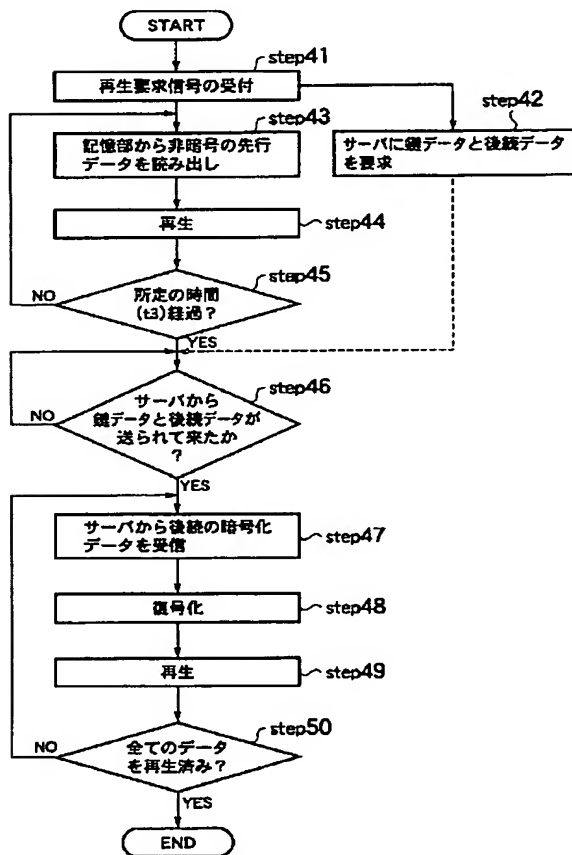 START
step41
再生要求信号の受付
step42
サーバに鍵データと後続データ
を要求
step43
記憶部から非暗号の先行
データを読み出し
再生
step44
step45
NO
所定の時間
(t3)経過?
YES
step46
サーバから
鍵データと後続データが
送られて来たか
?
NO
YES
サーバから後続の暗号化
データを受信
step47
復号化
step48
再生
step49
step50
NO
全てのデータ
を再生済み?
YES
END